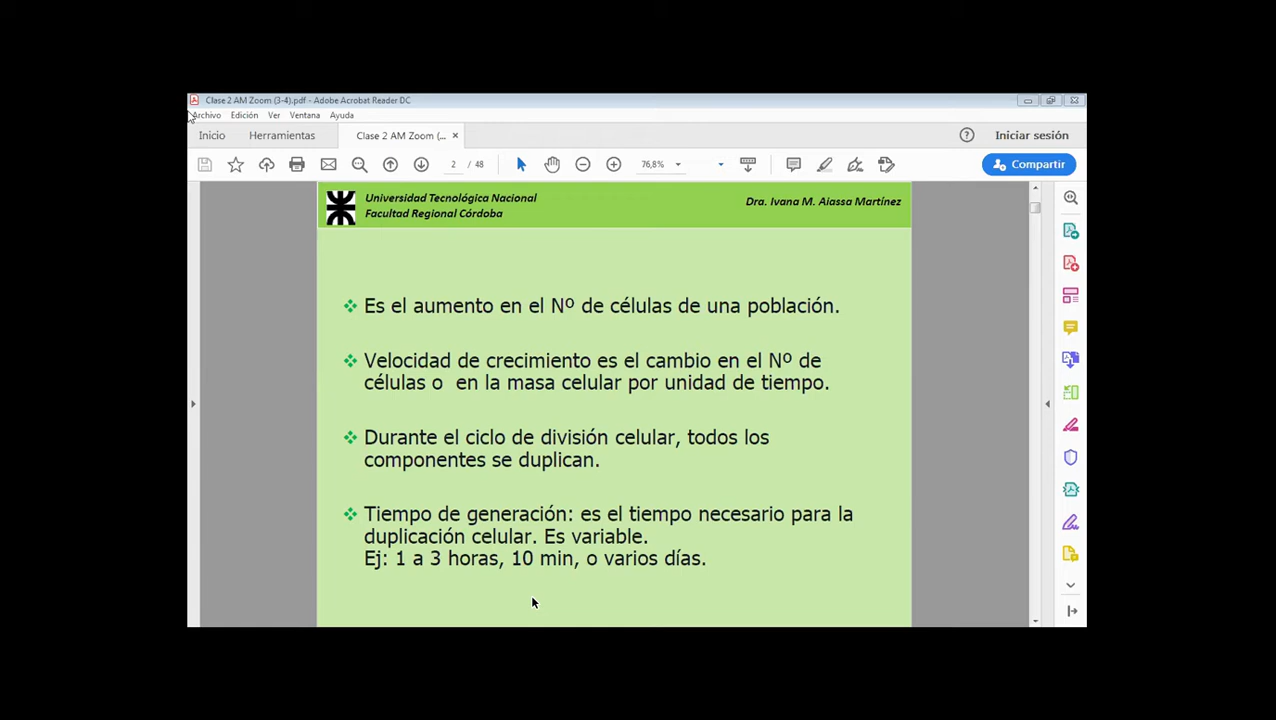 Clase 2 AM Zoom (3-4).pdf - Adobe Acrobat Reader DC
Archivo Edición Ver Ventana Ayuda
Inicio Herramientas Clase 2 AM Zoom (... × Iniciar sesión
2 / 48 76,8% Compartir
Universidad Tecnológica Nacional
Facultad Regional Córdoba
Dra. Ivana M. Aiassa Martínez
Es el aumento en el Nº de células de una población.
Velocidad de crecimiento es el cambio en el Nº de
células o en la masa celular por unidad de tiempo.
Durante el ciclo de división celular, todos los
componentes se duplican.
Tiempo de generación: es el tiempo necesario para la
duplicación celular. Es variable.
Ej: 1 a 3 horas, 10 min, o varios días.